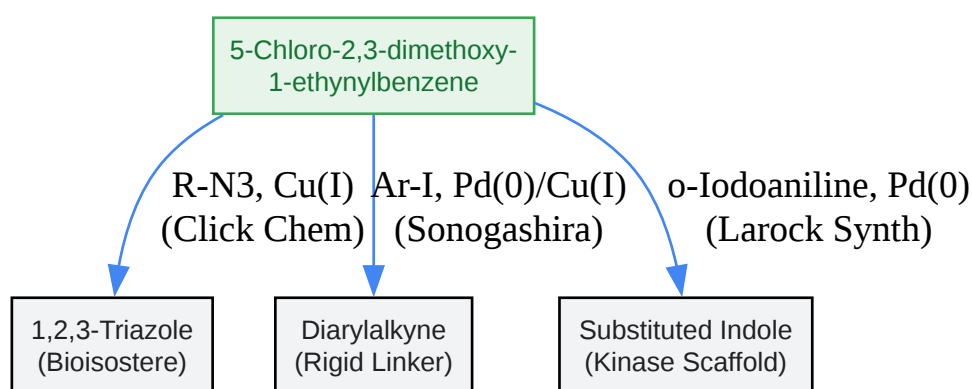 5-Chloro-2,3-dimethoxy-
1-ethynylbenzene
R-N3, Cu(I)
(Click Chem)
Ar-I, Pd(0)/Cu(I)
(Sonogashira)
o-Iodoaniline, Pd(0)
(Larock Synth)
1,2,3-Triazole
(Bioisostere)
Diarylalkyne
(Rigid Linker)
Substituted Indole
(Kinase Scaffold)